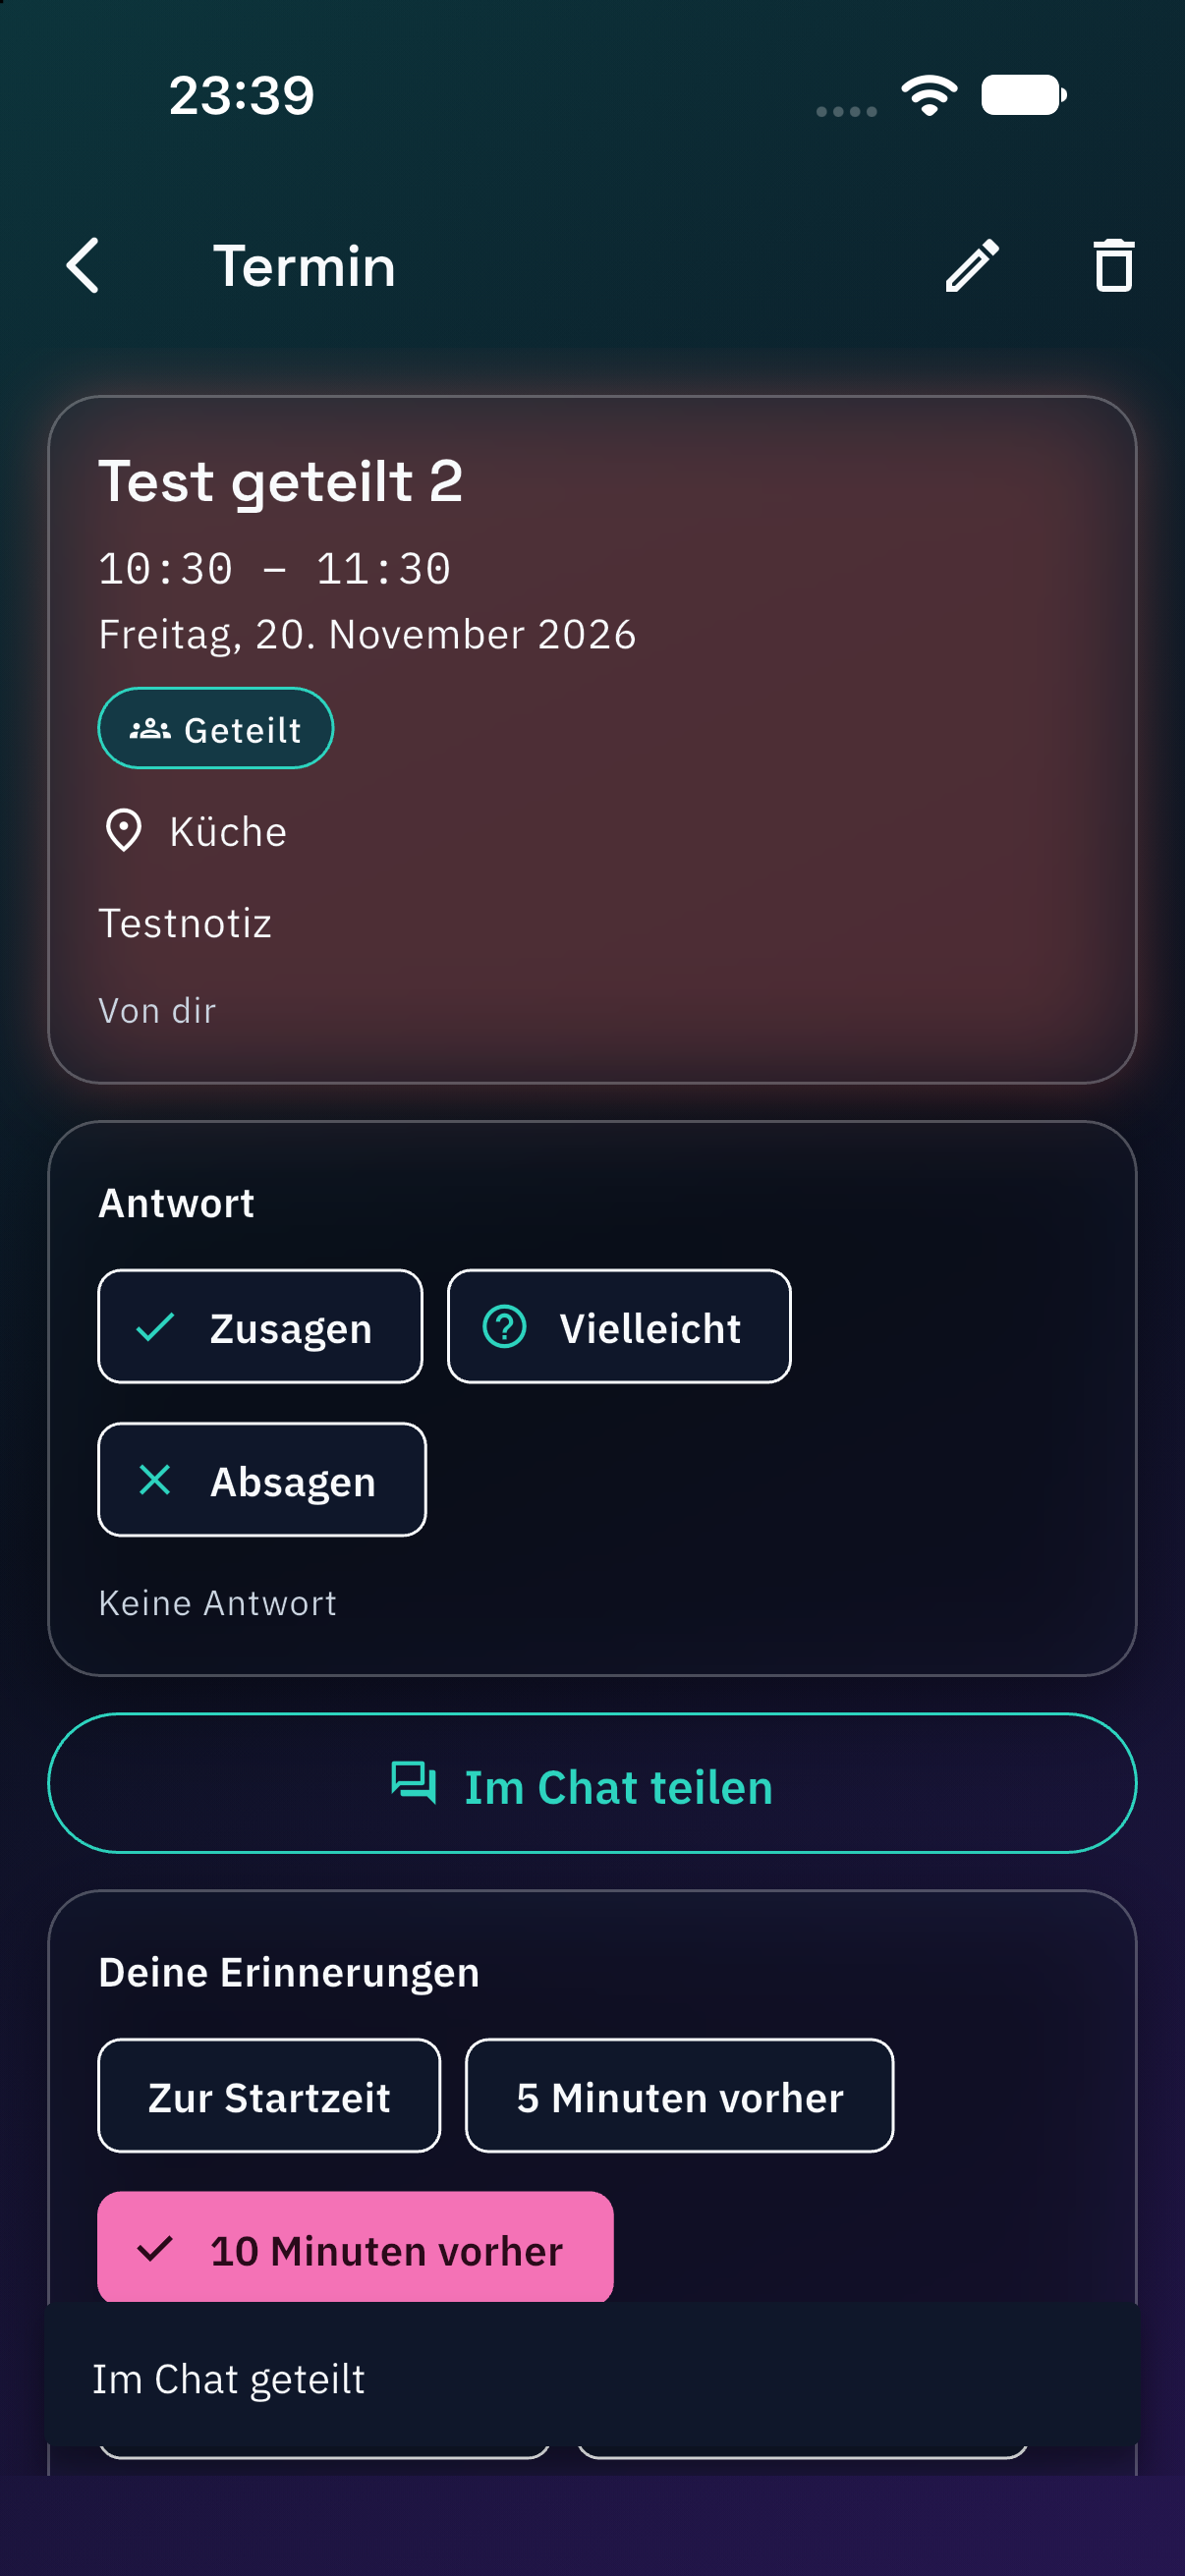 23:39
Termin
Test geteilt 2
10:30 – 11:30
Freitag, 20. November 2026
Geteilt
Küche
Testnotiz
Von dir
Antwort
Zusagen Vielleicht
Absagen
Keine Antwort
Im Chat teilen
Deine Erinnerungen
Zur Startzeit 5 Minuten vorher
10 Minuten vorher
Im Chat geteilt